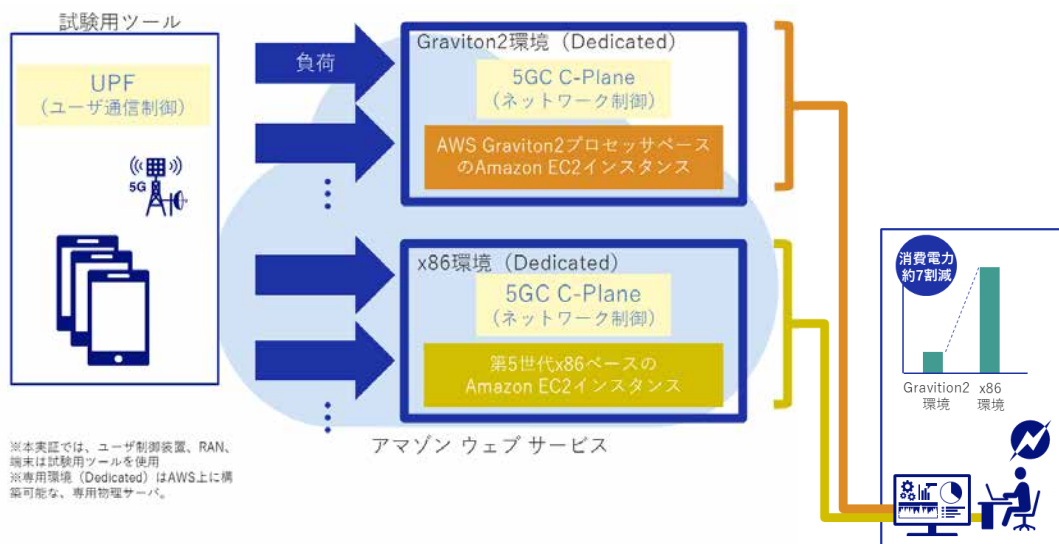 試験用ツール
UPF
（ユーザ通信制御）
5G
負荷
Graviton2環境（Dedicated）
5GC C-Plane
（ネットワーク制御）
AWS Graviton2プロセッサベース
のAmazon EC2インスタンス
x86環境（Dedicated）
5GC C-Plane
（ネットワーク制御）
第5世代x86ベースの
Amazon EC2インスタンス
アマゾン ウェブ サービス
消費電力
約7割減
Gravition2
環境
x86
環境
※本実証では、ユーザ制御装置、RAN、
端末は試験用ツールを使用
※専用環境（Dedicated）はAWS上に構
築可能な、専用物理サーバ。